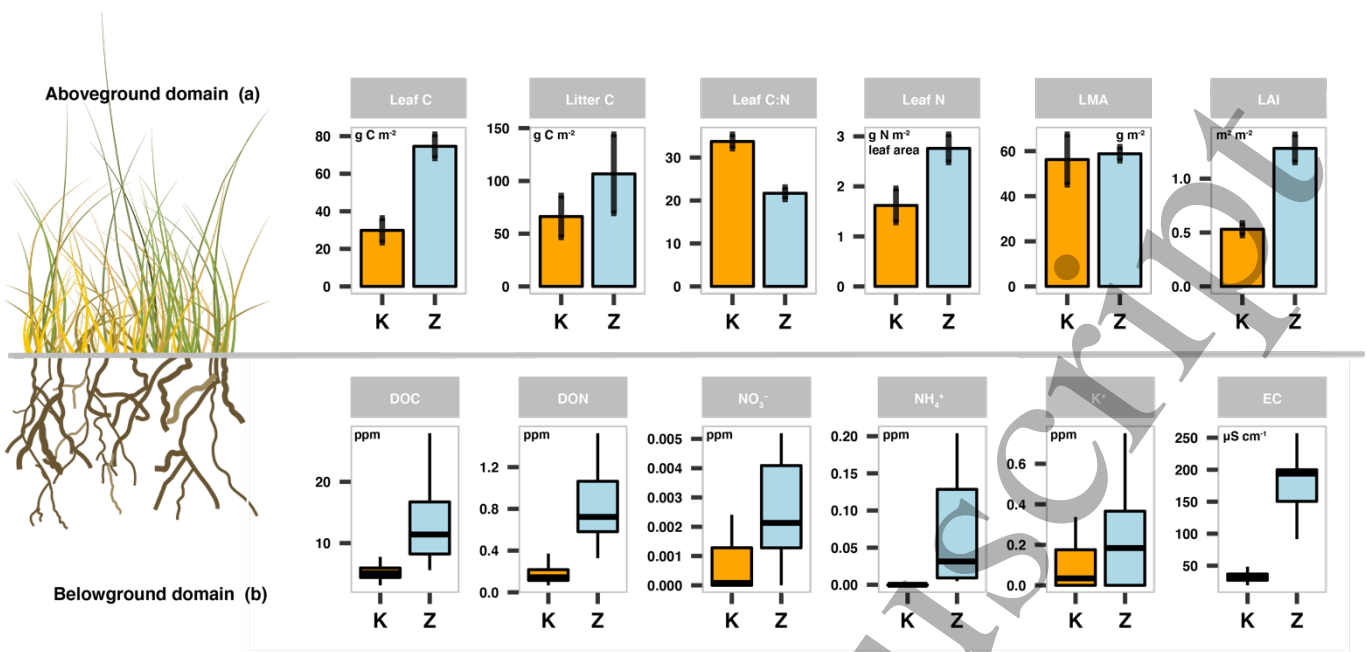 Aboveground domain (a)
Leaf C
Litter C
Leaf C:N
Leaf N
LMA
LAI
g C m⁻²
80
60
40
20
0
K
Z
g C m⁻²
150
100
50
0
K
Z
30
20
10
0
K
Z
g N m⁻²
leaf area
3
2
1
0
K
Z
g m⁻²
60
40
20
0
K
Z
m² m⁻²
1.0
0.5
0.0
K
Z
DOC
DON
NO₃⁻
NH₄⁺
K⁺
EC
ppm
20
10
K
Z
ppm
1.2
0.8
0.4
0.0
K
Z
ppm
0.005
0.004
0.003
0.002
0.001
0.000
K
Z
ppm
0.20
0.15
0.10
0.05
0.00
K
Z
ppm
0.6
0.4
0.2
0.0
K
Z
µS cm⁻¹
250
200
150
100
50
K
Z
Belowground domain (b)
uscript